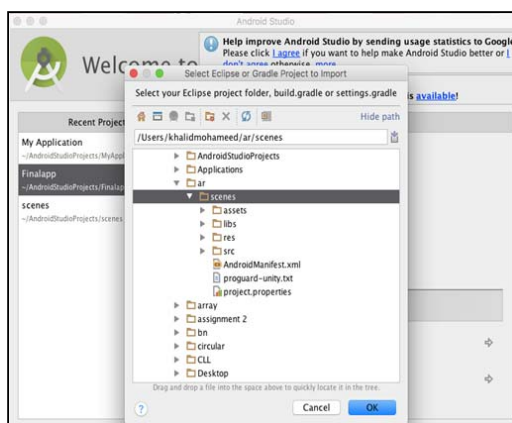 Android Studio
Help improve Android Studio by sending usage statistics to Google
Please click I agree if you want to help make Android Studio better or I
don't agree otherwise. more...
Welcome to
is available!
Select Eclipse or Gradle Project to Import
Select your Eclipse project folder, build.gradle or settings.gradle
Hide path
/Users/khalidmohameed/ar/scenes
Recent Project
My Application
~/AndroidStudioProjects/MyAppl
Finalapp
~/AndroidStudioProjects/Finalap
scenes
~/AndroidStudioProjects/scenes
AndroidStudioProjects
Applications
ar
scenes
assets
libs
res
src
AndroidManifest.xml
proguard-unity.txt
project.properties
array
assignment 2
bn
circular
CLL
Desktop
Drag and drop a file into the space above to quickly locate it in the tree.
?
Cancel
OK